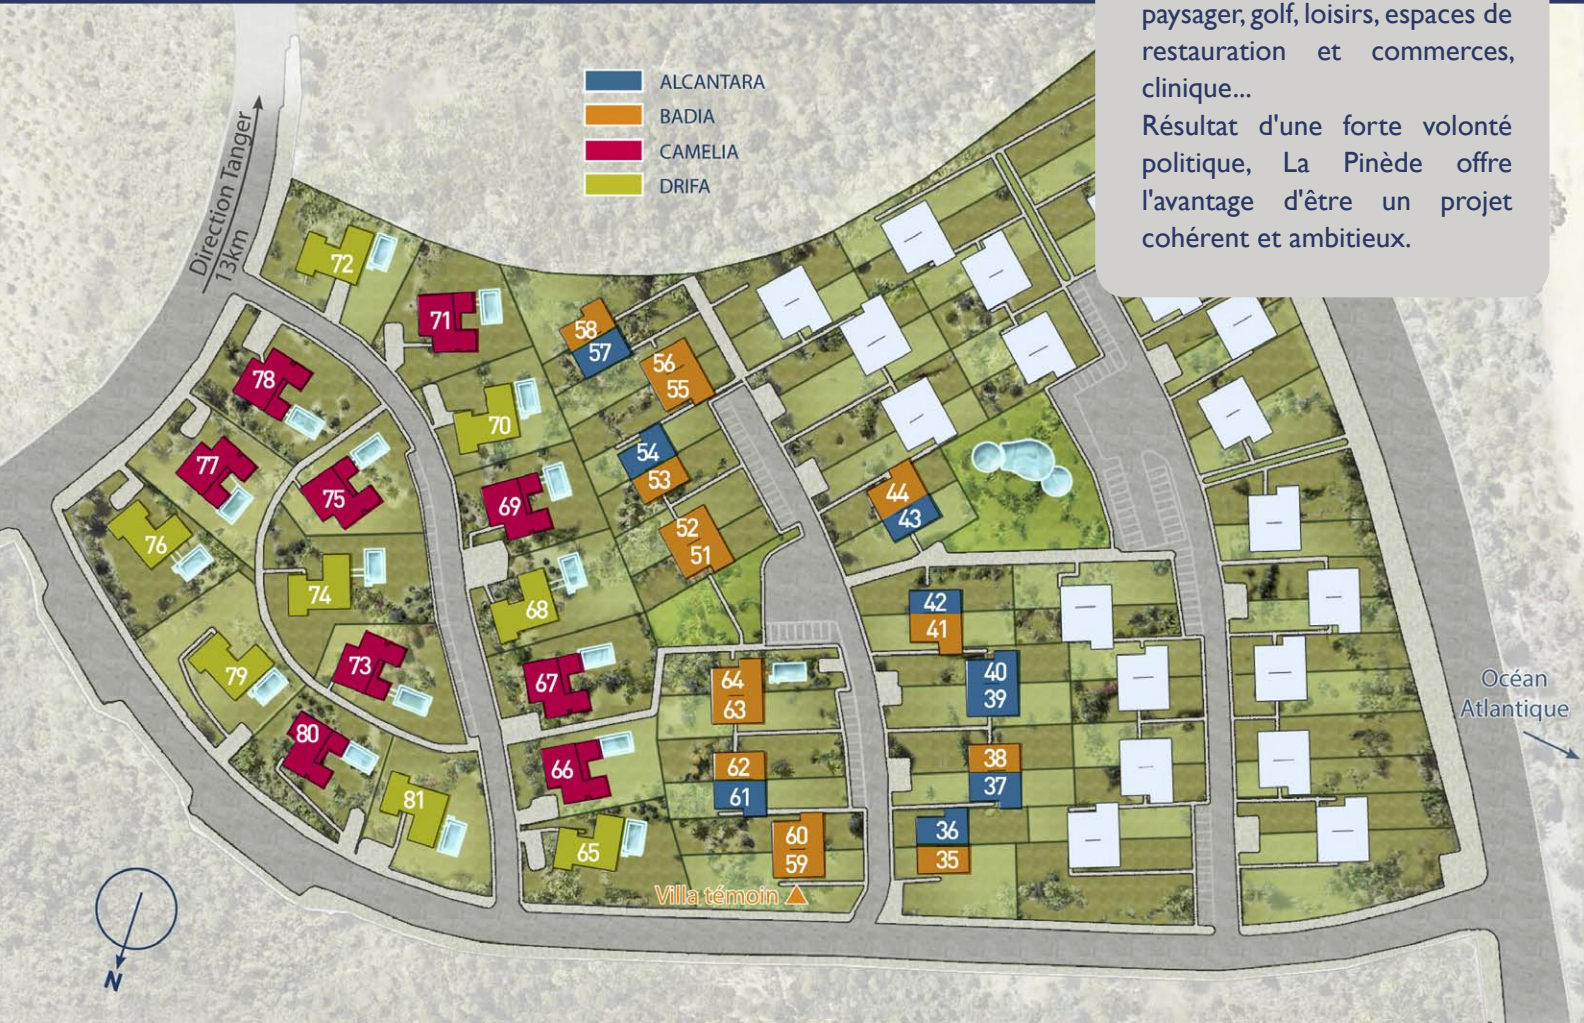 paysager, golf, loisirs, espaces de
restauration et commerces,
clinique...
Résultat d'une forte volonté
politique, La Pinède offre
l'avantage d'être un projet
cohérent et ambitieux.
ALCANTARA
BADIA
CAMELIA
DRIFA
Direction Tanger
13km
72
71
58
57
56
55
78
70
54
53
77
75
69
44
43
76
52
51
74
68
42
41
79
73
67
64
63
40
39
80
66
62
61
38
37
81
65
60
59
36
35
Villa témoin
Océan
Atlantique
N